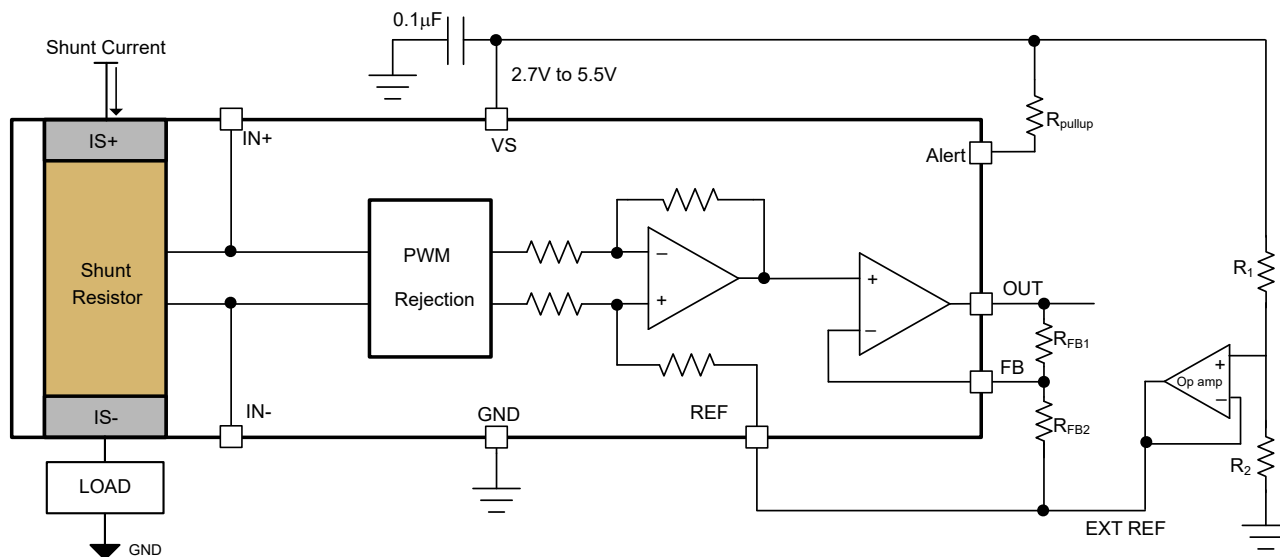 0.1µF
Shunt Current
2.7V to 5.5V
IS+
IN+
VS
Rpullup
Alert
PWM
Rejection
–
+
Shunt
Resistor
+
–
OUT
R1
RFB1
FB
+
Op amp
–
IS-
IN-
GND
REF
RFB2
R2
LOAD
EXT REF
GND